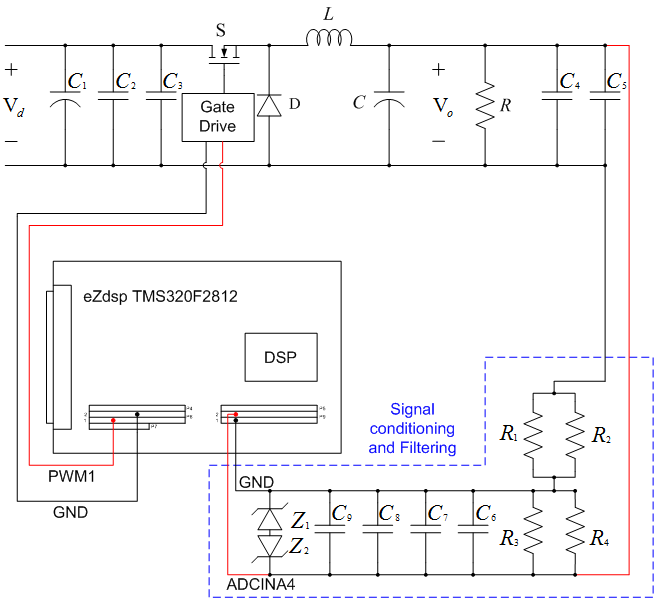 S
L
+
C1
C2
C3
Vd
−
Gate
Drive
D
C
+
Vo
−
R
C4
C5
eZdsp TMS320F2812
DSP
PWM1
GND
Signal
conditioning
and Filtering
R1
R2
GND
Z1
Z2
C9
C8
C7
C6
R3
R4
ADCINA4